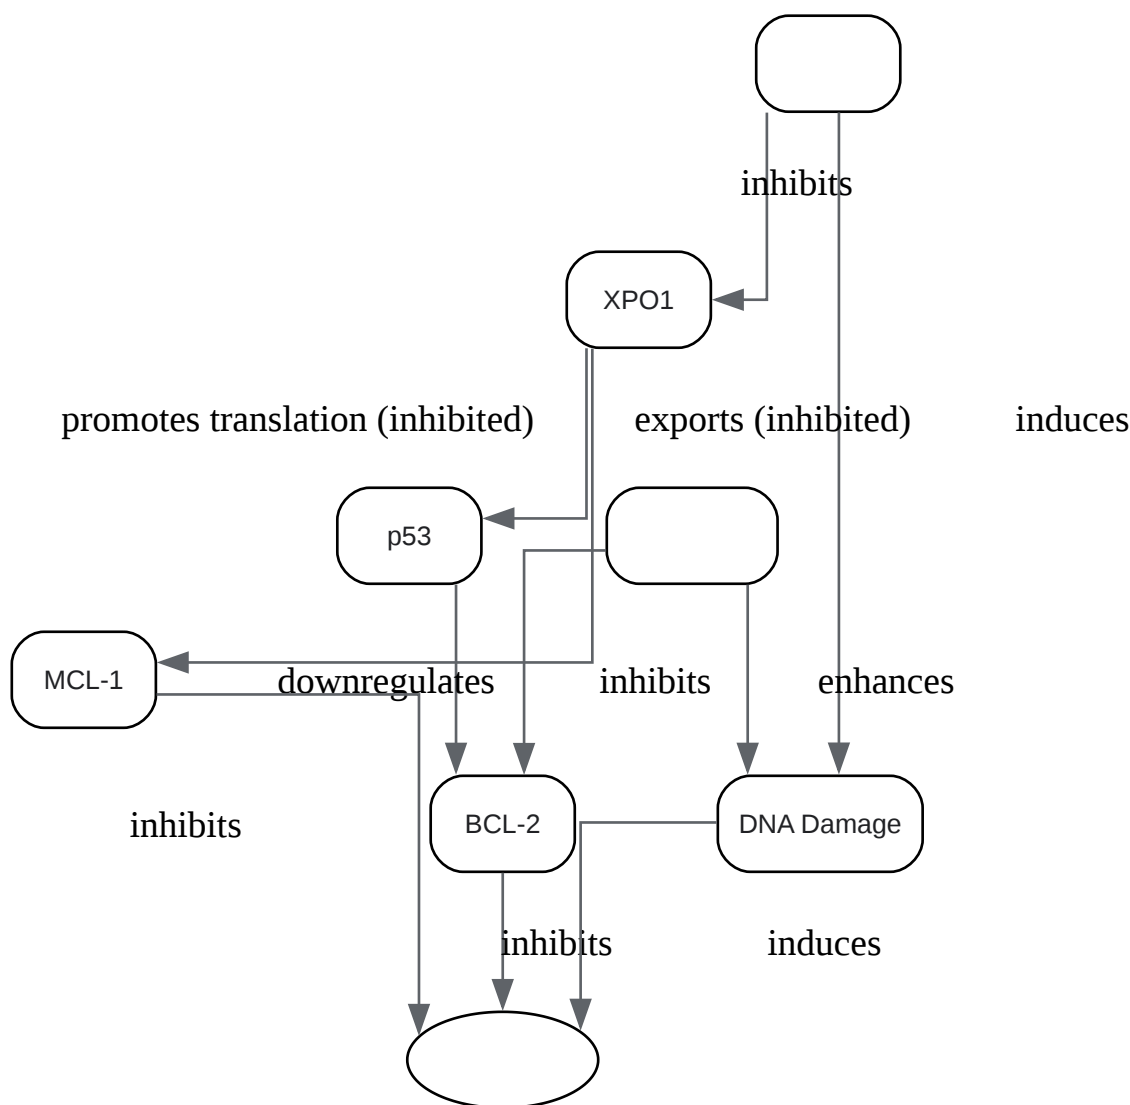 inhibits
XPO1
promotes translation (inhibited)
exports (inhibited)
induces
p53
MCL-1
downregulates
inhibits
enhances
inhibits
BCL-2
DNA Damage
inhibits
induces